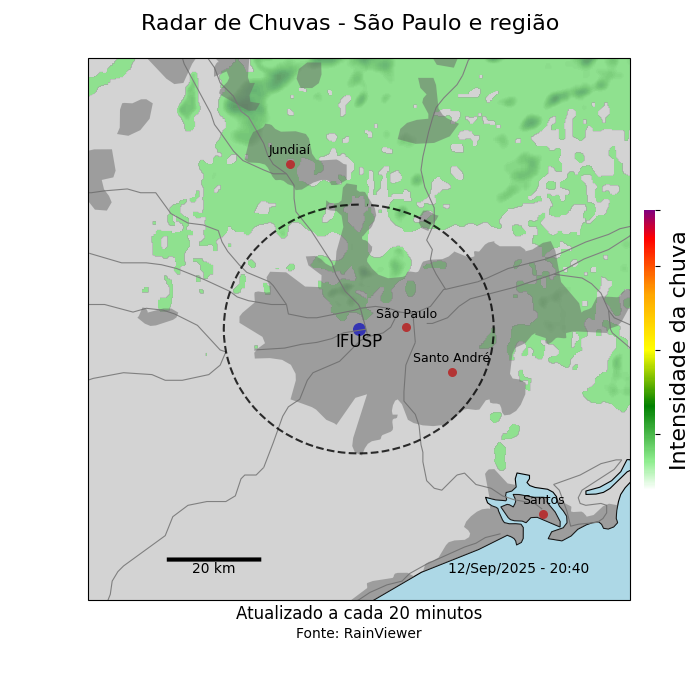 Radar de Chuvas - São Paulo e região
Jundiaí
São Paulo
IFUSP
Santo André
Santos
20 km
12/Sep/2025 - 20:40
Intensidade da chuva
Atualizado a cada 20 minutos
Fonte: RainViewer